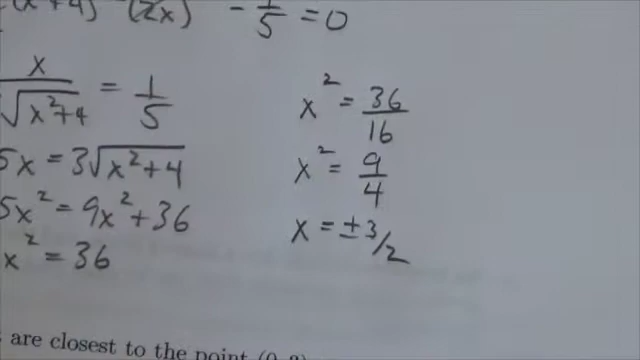 (x+4) (2x) - 1/5 = 0
x/√(x²+4) = 1/5
5x = 3√(x²+4)
5x² = 9x²+36
x² = 36
x² = 36/16
x² = 9/4
x = ±3/2
are closest to the point (0, 2)